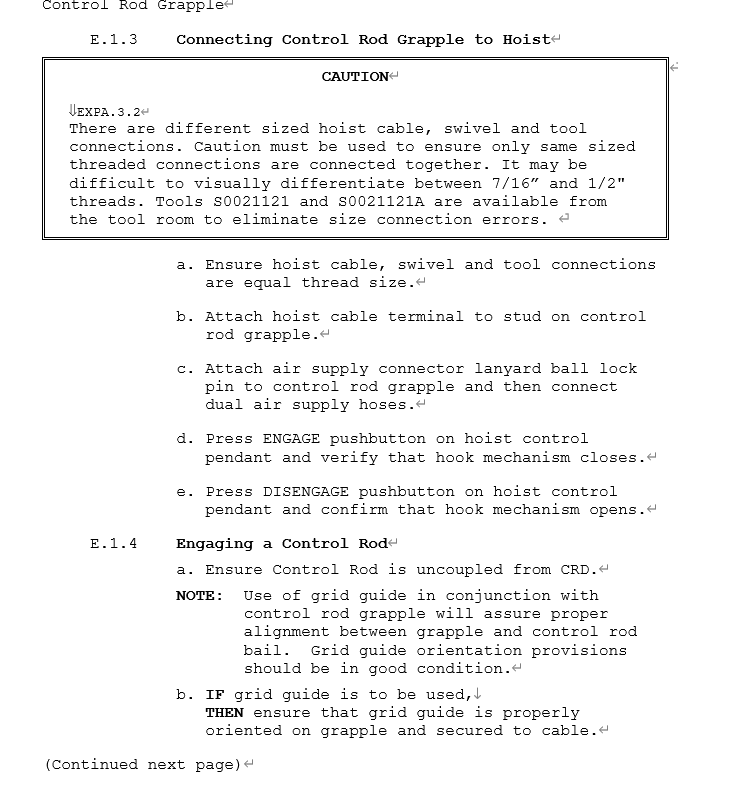 Control Rod Grapple↵
E.1.3 Connecting Control Rod Grapple to Hoist↵
CAUTION↵
⇓EXPA.3.2↵
There are different sized hoist cable, swivel and tool
connections. Caution must be used to ensure only same sized
threaded connections are connected together. It may be
difficult to visually differentiate between 7/16” and 1/2"
threads. Tools S0021121 and S0021121A are available from
the tool room to eliminate size connection errors. ↵
a. Ensure hoist cable, swivel and tool connections
are equal thread size.↵
b. Attach hoist cable terminal to stud on control
rod grapple.↵
c. Attach air supply connector lanyard ball lock
pin to control rod grapple and then connect
dual air supply hoses.↵
d. Press ENGAGE pushbutton on hoist control
pendant and verify that hook mechanism closes.↵
e. Press DISENGAGE pushbutton on hoist control
pendant and confirm that hook mechanism opens.↵
E.1.4 Engaging a Control Rod↵
a. Ensure Control Rod is uncoupled from CRD.↵
NOTE: Use of grid guide in conjunction with
control rod grapple will assure proper
alignment between grapple and control rod
bail. Grid guide orientation provisions
should be in good condition.↵
b. IF grid guide is to be used,↓
THEN ensure that grid guide is properly
oriented on grapple and secured to cable.↵
(Continued next page)↵